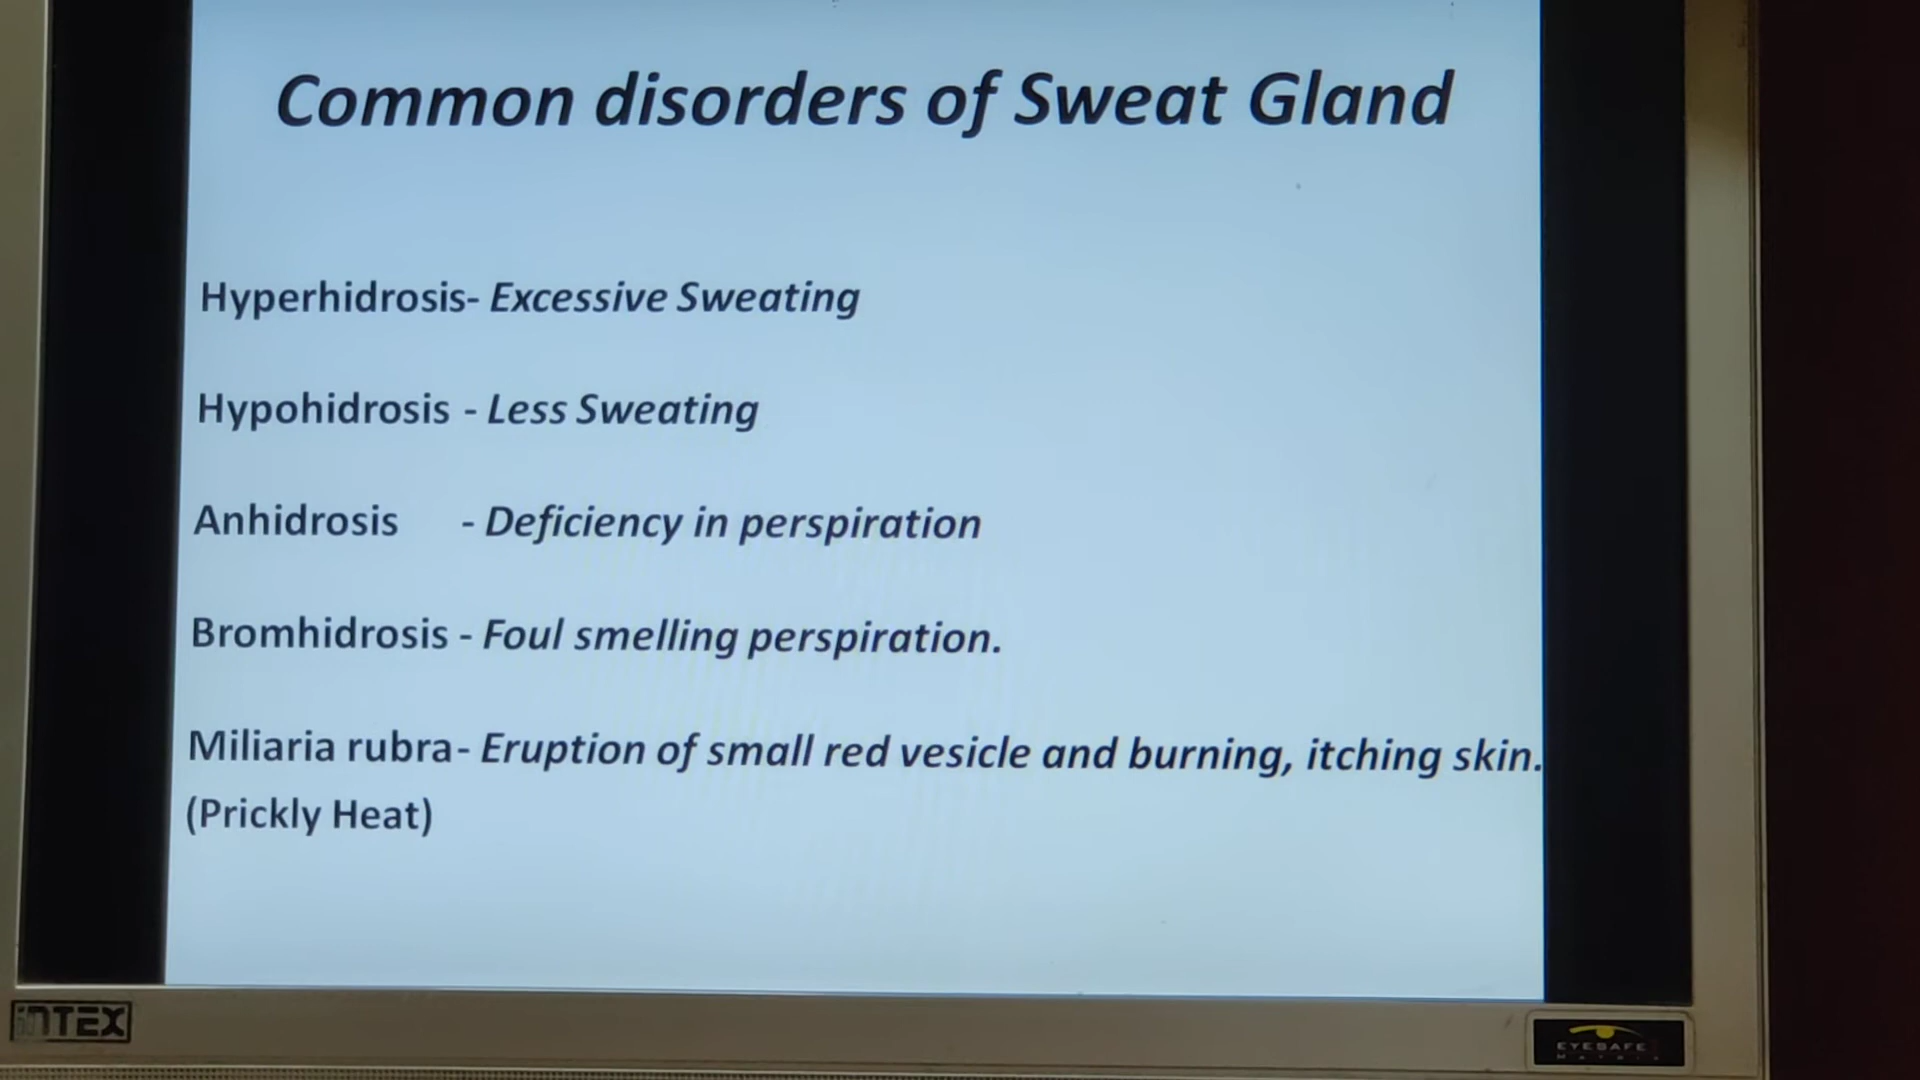 Common disorders of Sweat Gland
Hyperhidrosis- Excessive Sweating
Hypohidrosis - Less Sweating
Anhidrosis - Deficiency in perspiration
Bromhidrosis - Foul smelling perspiration.
Miliaria rubra- Eruption of small red vesicle and burning, itching skin.
(Prickly Heat)
INTEX
EYESAFE